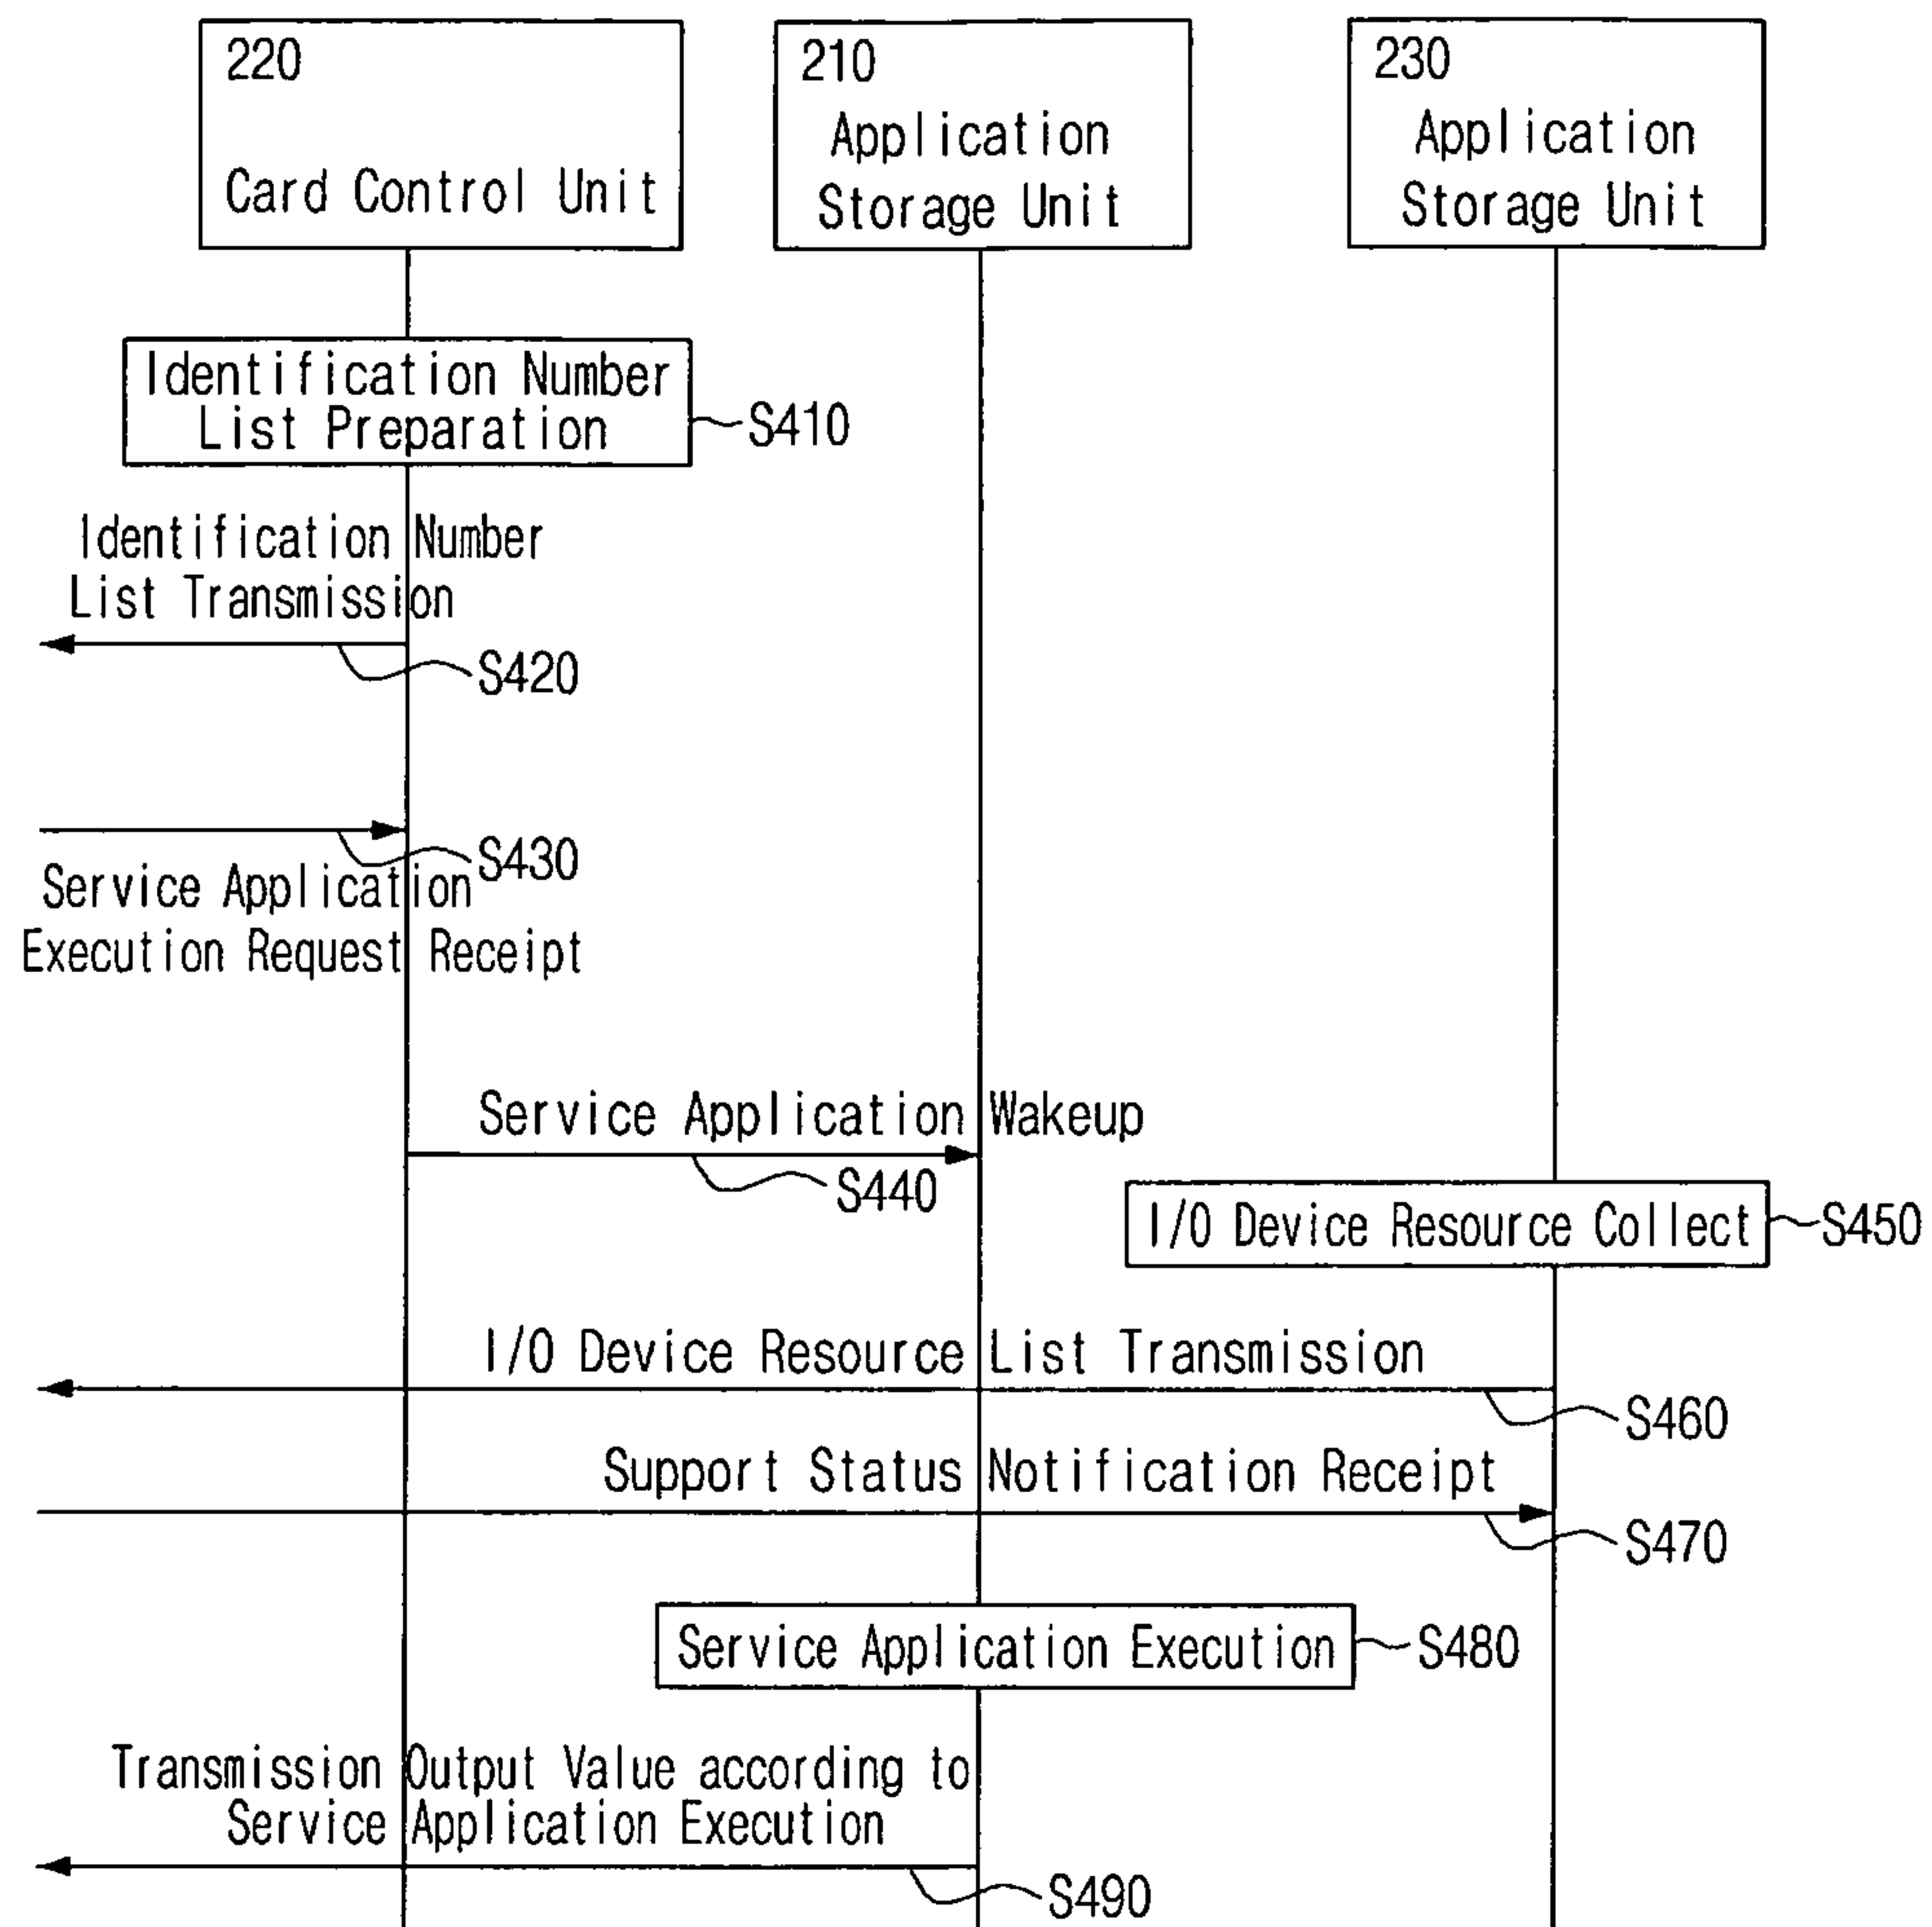 220
Card Control Unit
210
Application
Storage Unit
230
Application
Storage Unit
Identification Number
List Preparation
S410
Identification Number
List Transmission
S420
S430
Service Application
Execution Request Receipt
Service Application Wakeup
S440
I/O Device Resource Collect
S450
I/O Device Resource List Transmission
S460
Support Status Notification Receipt
S470
Service Application Execution
S480
Transmission Output Value according to
Service Application Execution
S490